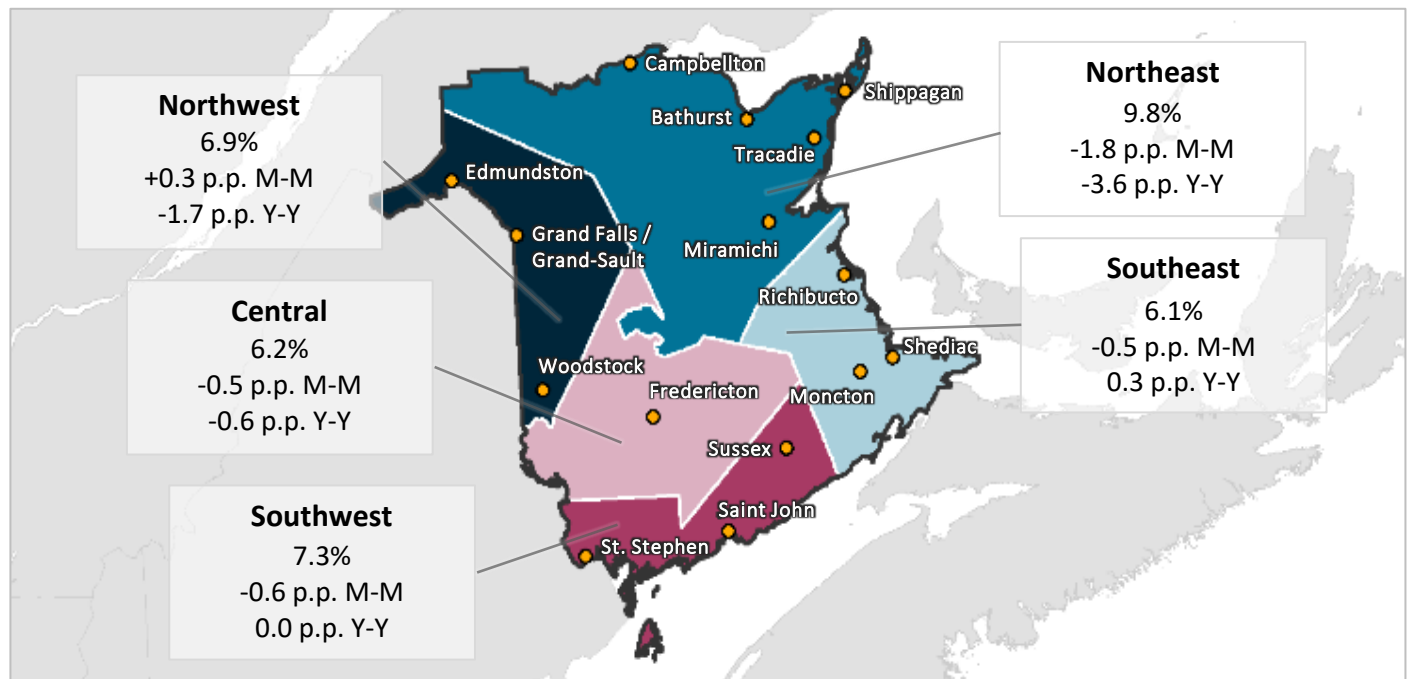 Northwest
6.9%
+0.3 p.p. M-M
-1.7 p.p. Y-Y
Central
6.2%
-0.5 p.p. M-M
-0.6 p.p. Y-Y
Southwest
7.3%
-0.6 p.p. M-M
0.0 p.p. Y-Y
Campbellton
Bathurst
Shippagan
Tracadie
Edmundston
Grand Falls /
Grand-Sault
Miramichi
Richibucto
Shediac
Woodstock
Fredericton
Moncton
Sussex
Saint John
St. Stephen
Northeast
9.8%
-1.8 p.p. M-M
-3.6 p.p. Y-Y
Southeast
6.1%
-0.5 p.p. M-M
0.3 p.p. Y-Y